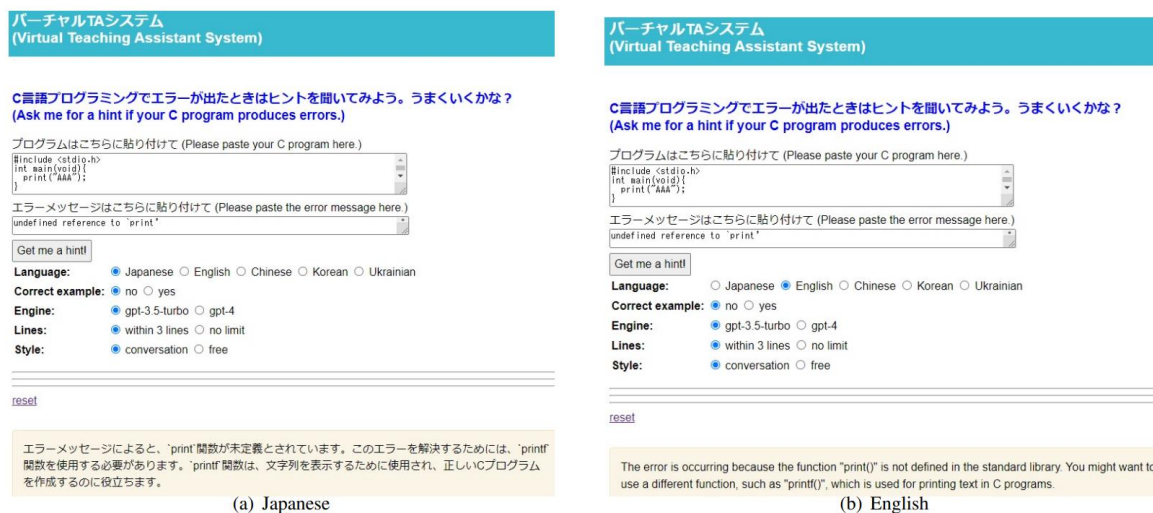 バーチャルTAシステム
(Virtual Teaching Assistant System)
C言語プログラミングでエラーが出たときはヒントを聞いてみよう。うまくいくかな？
(Ask me for a hint if your C program produces errors.)
プログラムはこちらに貼り付けて (Please paste your C program here.)
#include <stdio.h>
int main(void){
print("AAA");
}
エラーメッセージはこちらに貼り付けて (Please paste the error message here.)
undefined reference to `print'
Get me a hint!
Language: Japanese English Chinese Korean Ukrainian
Correct example: no yes
Engine: gpt-3.5-turbo gpt-4
Lines: within 3 lines no limit
Style: conversation free
reset
エラーメッセージによると、`print`関数が未定義とされています。このエラーを解決するためには、`printf`
関数を使用する必要があります。`printf`関数は、文字列を表示するために使用され、正しいCプログラム
を作成するのに役立ちます。
(a) Japanese
バーチャルTAシステム
(Virtual Teaching Assistant System)
C言語プログラミングでエラーが出たときはヒントを聞いてみよう。うまくいくかな？
(Ask me for a hint if your C program produces errors.)
プログラムはこちらに貼り付けて (Please paste your C program here.)
#include <stdio.h>
int main(void){
print("AAA");
}
エラーメッセージはこちらに貼り付けて (Please paste the error message here.)
undefined reference to `print'
Get me a hint!
Language: Japanese English Chinese Korean Ukrainian
Correct example: no yes
Engine: gpt-3.5-turbo gpt-4
Lines: within 3 lines no limit
Style: conversation free
reset
The error is occurring because the function "print()" is not defined in the standard library. You might want to
use a different function, such as "printf()", which is used for printing text in C programs.
(b) English